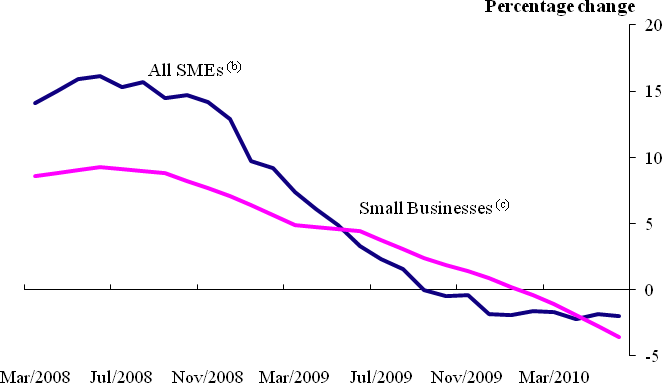 Percentage change
20
All SMEs (b)
15
10
Small Businesses (c)
5
0
-5
Mar/2008 Jul/2008 Nov/2008 Mar/2009 Jul/2009 Nov/2009 Mar/2010